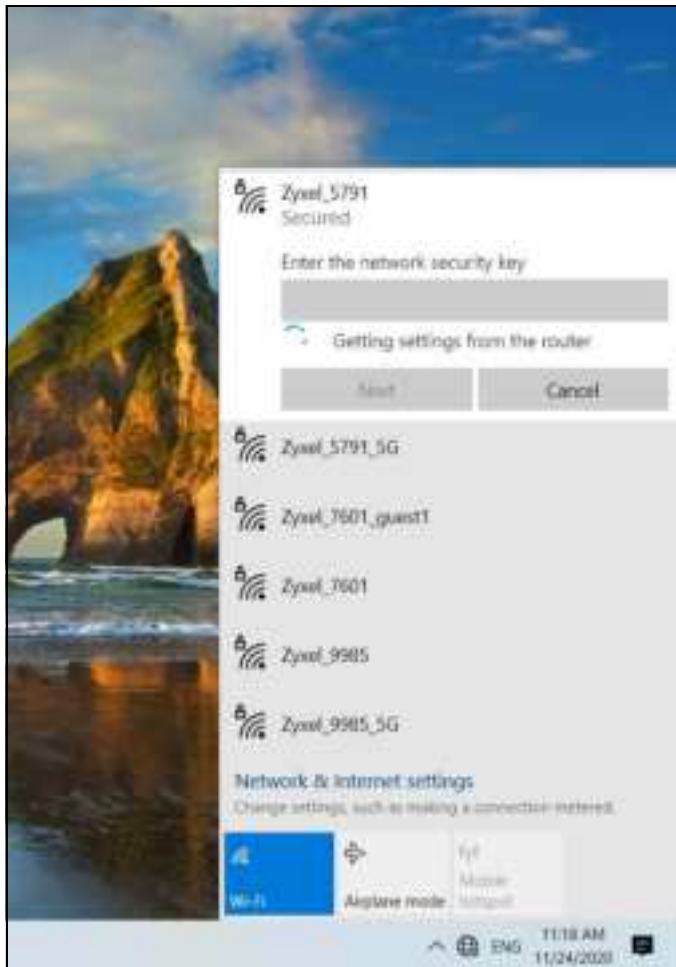 Zyxel_5791
Secured
Enter the network security key
Getting settings from the router
Next
Cancel
Zyxel_5791_5G
Zyxel_7601_guest1
Zyxel_7601
Zyxel_9985
Zyxel_9985_5G
Network & Internet settings
Change settings, such as making a connection metered.
Wi-Fi
Airplane mode
Mobile
hotspot
ENG
11:18 AM
11/24/2020